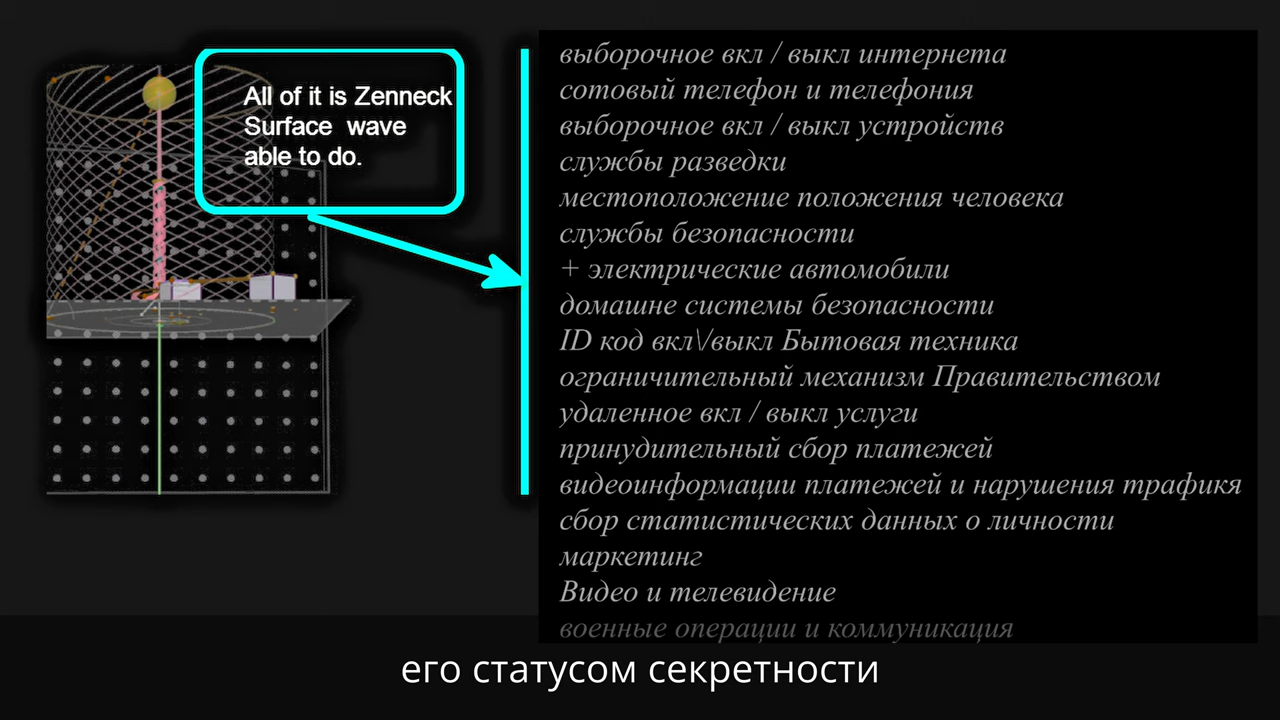 All of it is Zenneck
Surface wave
able to do.
выборочное вкл / выкл интернета
сотовый телефон и телефония
выборочное вкл / выкл устройств
службы разведки
местоположение положения человека
службы безопасности
+ электрические автомобили
домашне системы безопасности
ID код вкл\/выкл Бытовая техника
ограничительный механизм Правительством
удаленное вкл / выкл услуги
принудительный сбор платежей
видеоинформации платежей и нарушения трафикя
сбор статистических данных о личности
маркетинг
Видео и телевидение
военные операции и коммуникация
его статусом секретности